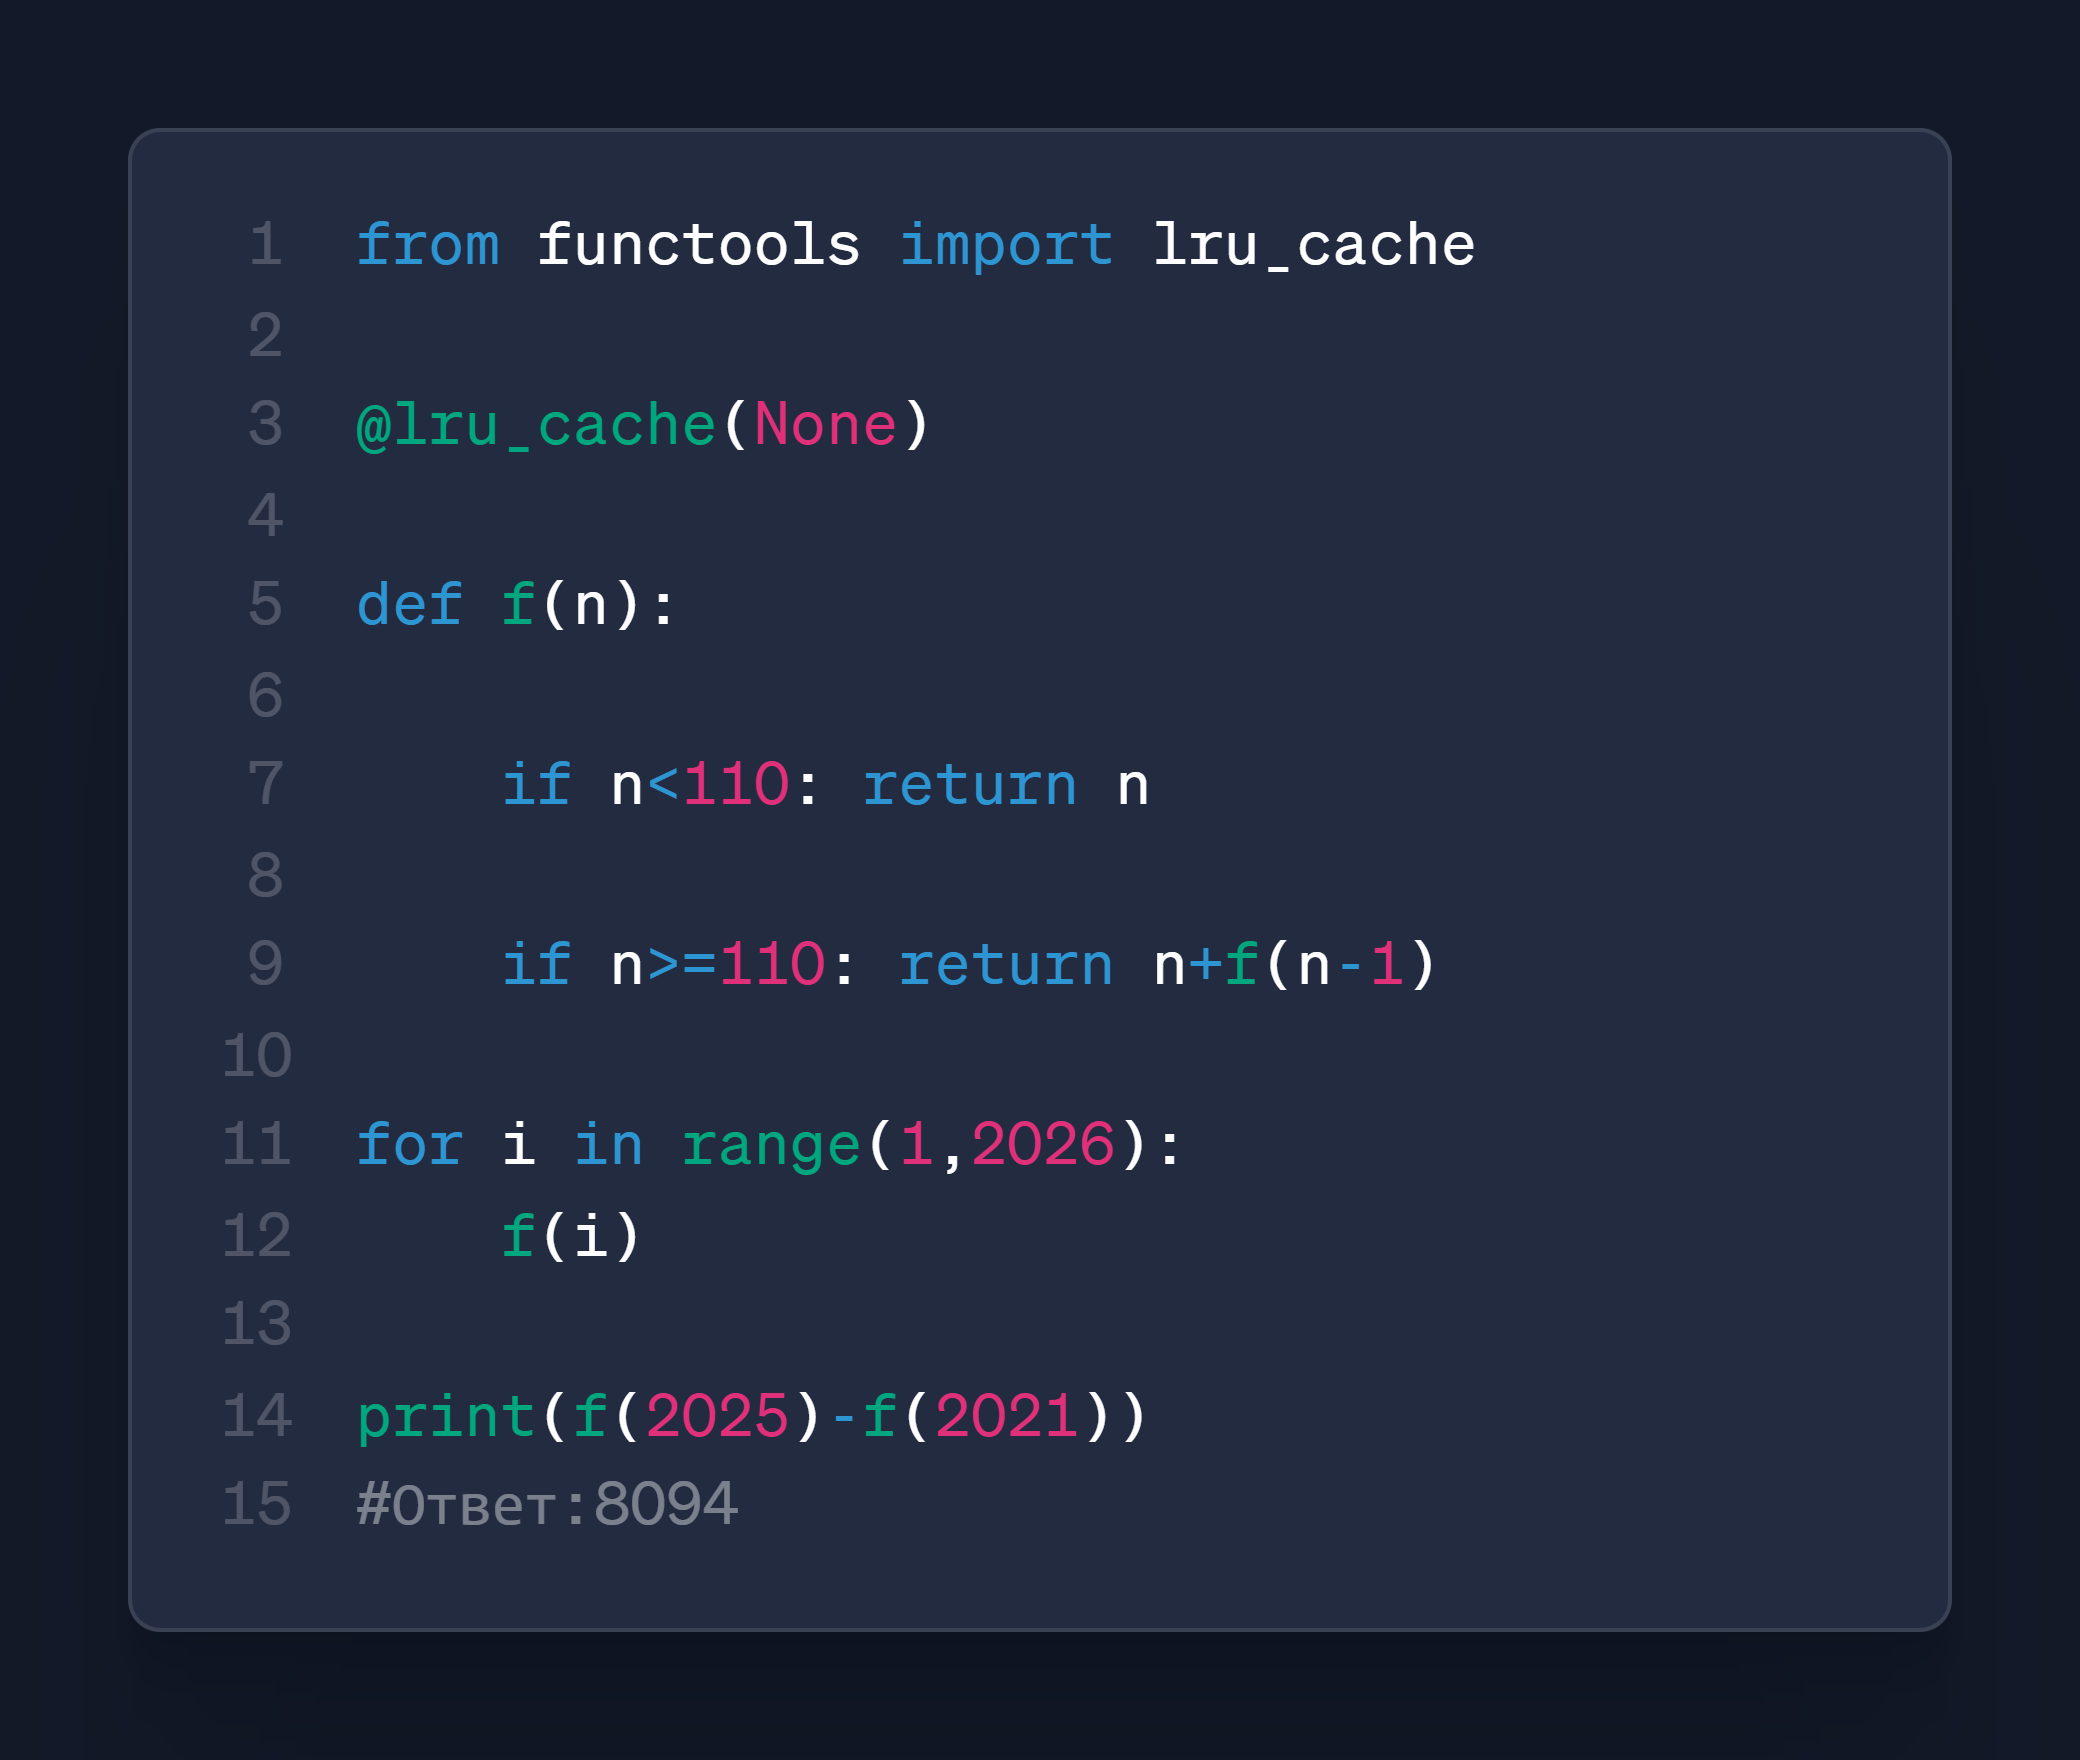 1 from functools import lru_cache
2
3 @lru_cache(None)
4
5 def f(n):
6
7     if n<110: return n
8
9     if n>=110: return n+f(n-1)
10
11 for i in range(1,2026):
12     f(i)
13
14 print(f(2025)-f(2021))
15 #Ответ:8094